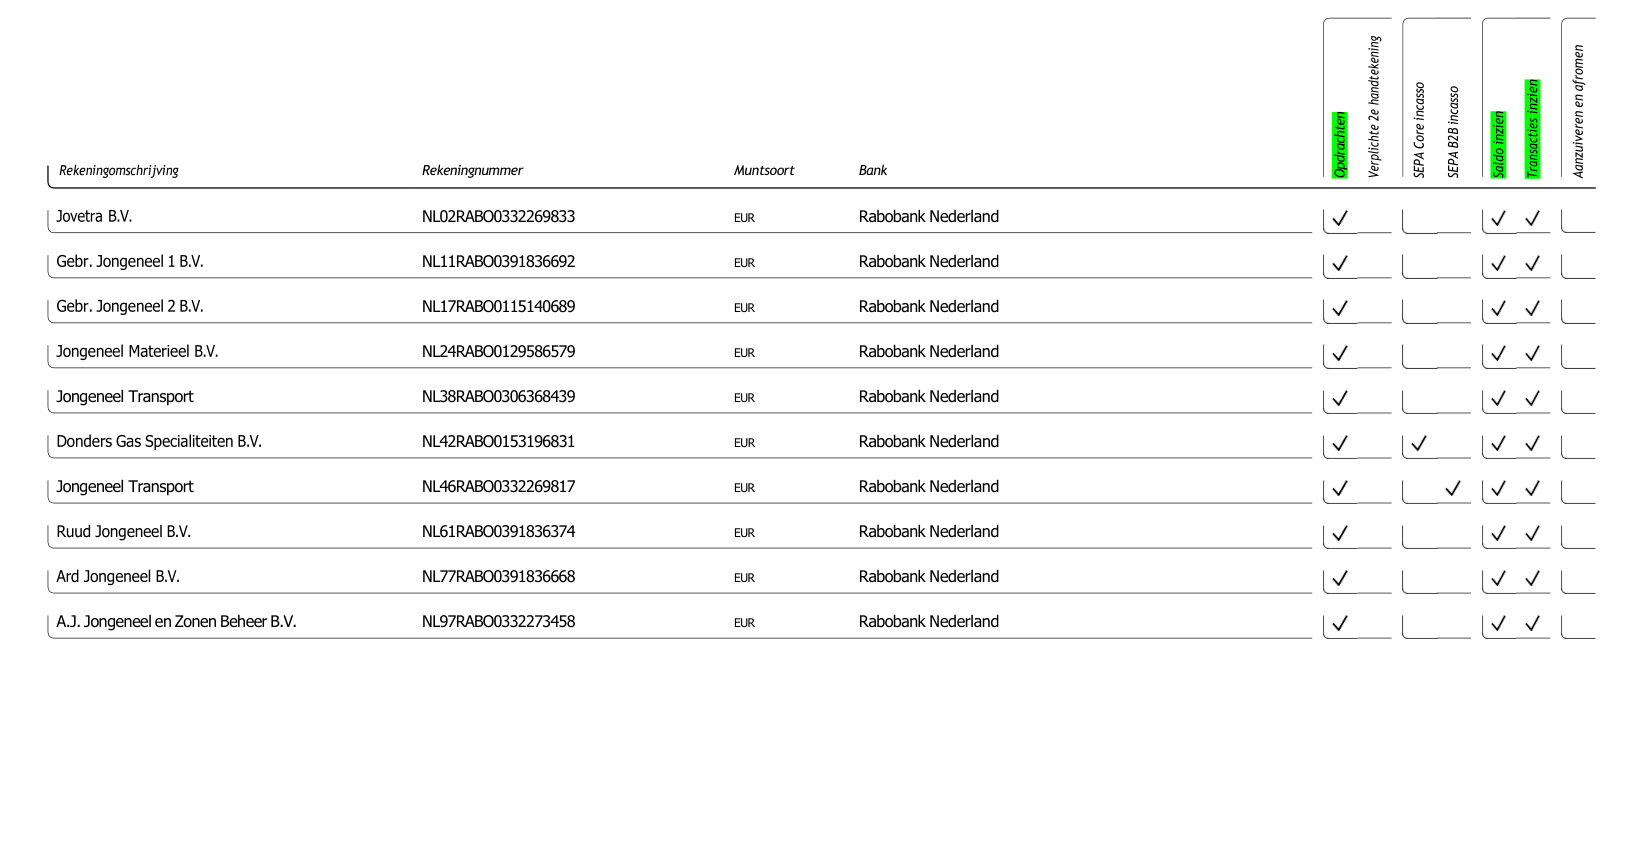 Rekeningomschrijving Rekeningnummer Muntsoort Bank Opdrachten Verplichte 2e handtekening SEPA Core incasso SEPA B2B incasso Saldo inzien Transacties inzien Aanzuiveren en afromen
Jovetra B.V. NL02RABO0332269833 EUR Rabobank Nederland ✓ ✓ ✓
Gebr. Jongeneel 1 B.V. NL11RABO0391836692 EUR Rabobank Nederland ✓ ✓ ✓
Gebr. Jongeneel 2 B.V. NL17RABO0115140689 EUR Rabobank Nederland ✓ ✓ ✓
Jongeneel Materieel B.V. NL24RABO0129586579 EUR Rabobank Nederland ✓ ✓ ✓
Jongeneel Transport NL38RABO0306368439 EUR Rabobank Nederland ✓ ✓ ✓
Donders Gas Specialiteiten B.V. NL42RABO0153196831 EUR Rabobank Nederland ✓ ✓ ✓ ✓
Jongeneel Transport NL46RABO0332269817 EUR Rabobank Nederland ✓ ✓ ✓ ✓
Ruud Jongeneel B.V. NL61RABO0391836374 EUR Rabobank Nederland ✓ ✓ ✓
Ard Jongeneel B.V. NL77RABO0391836668 EUR Rabobank Nederland ✓ ✓ ✓
A.J. Jongeneel en Zonen Beheer B.V. NL97RABO0332273458 EUR Rabobank Nederland ✓ ✓ ✓